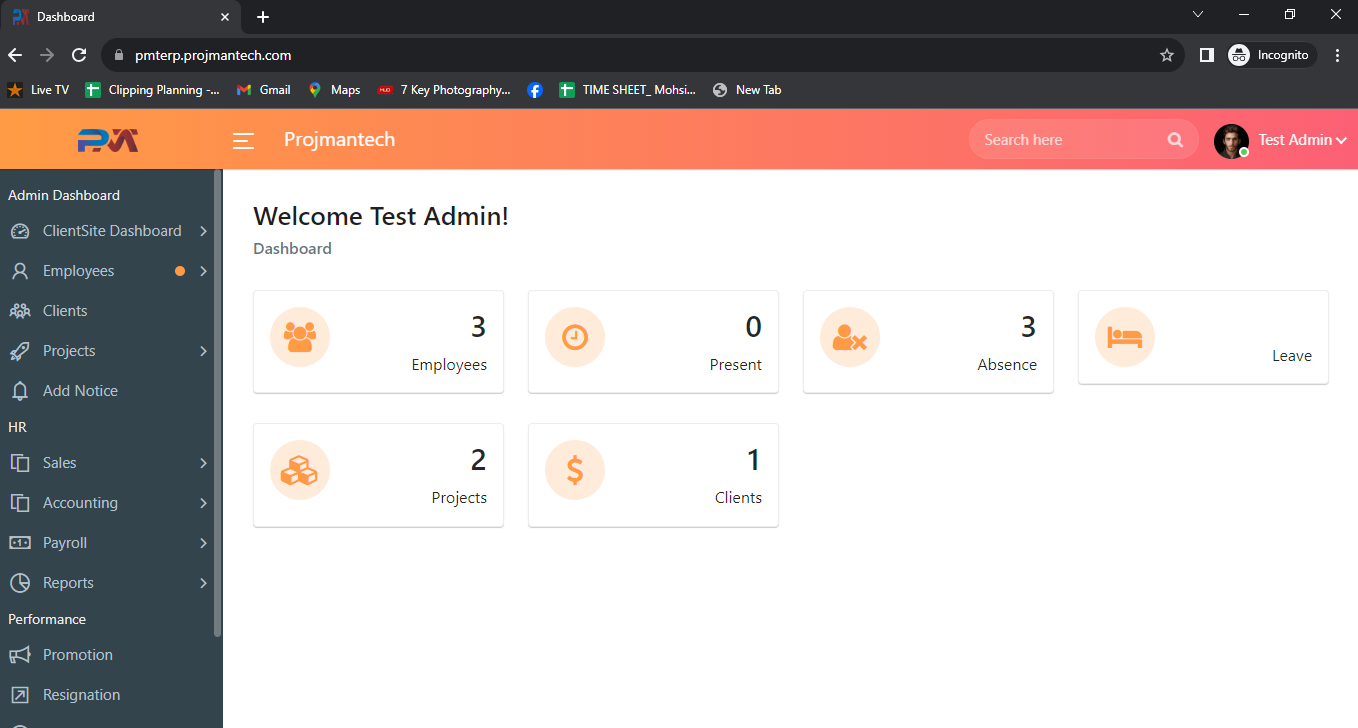 Dashboard
pmterp.projmantech.com
Incognito
Live TV
Clipping Planning -...
Gmail
Maps
7 Key Photography...
TIME SHEET_ Mohsi...
New Tab
PM
Projmantech
Search here
Test Admin
Admin Dashboard
ClientSite Dashboard
Employees
Clients
Projects
Add Notice
HR
Sales
Accounting
Payroll
Reports
Performance
Promotion
Resignation
Welcome Test Admin!
Dashboard
3
Employees
0
Present
3
Absence
Leave
2
Projects
$
1
Clients